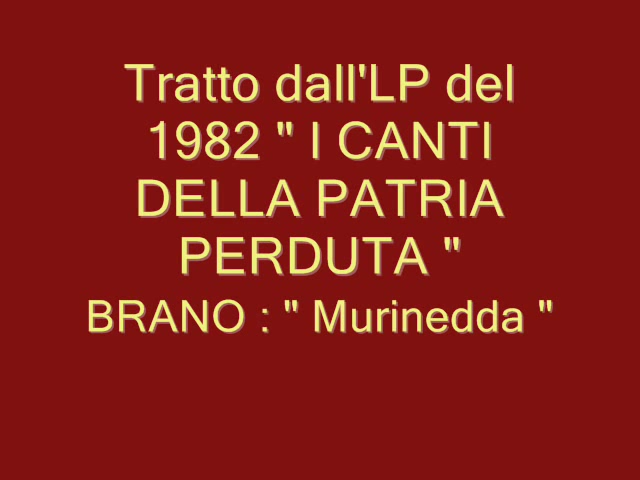 Tratto dall'LP del
1982 " I CANTI
DELLA PATRIA
PERDUTA "
BRANO : " Murinedda "